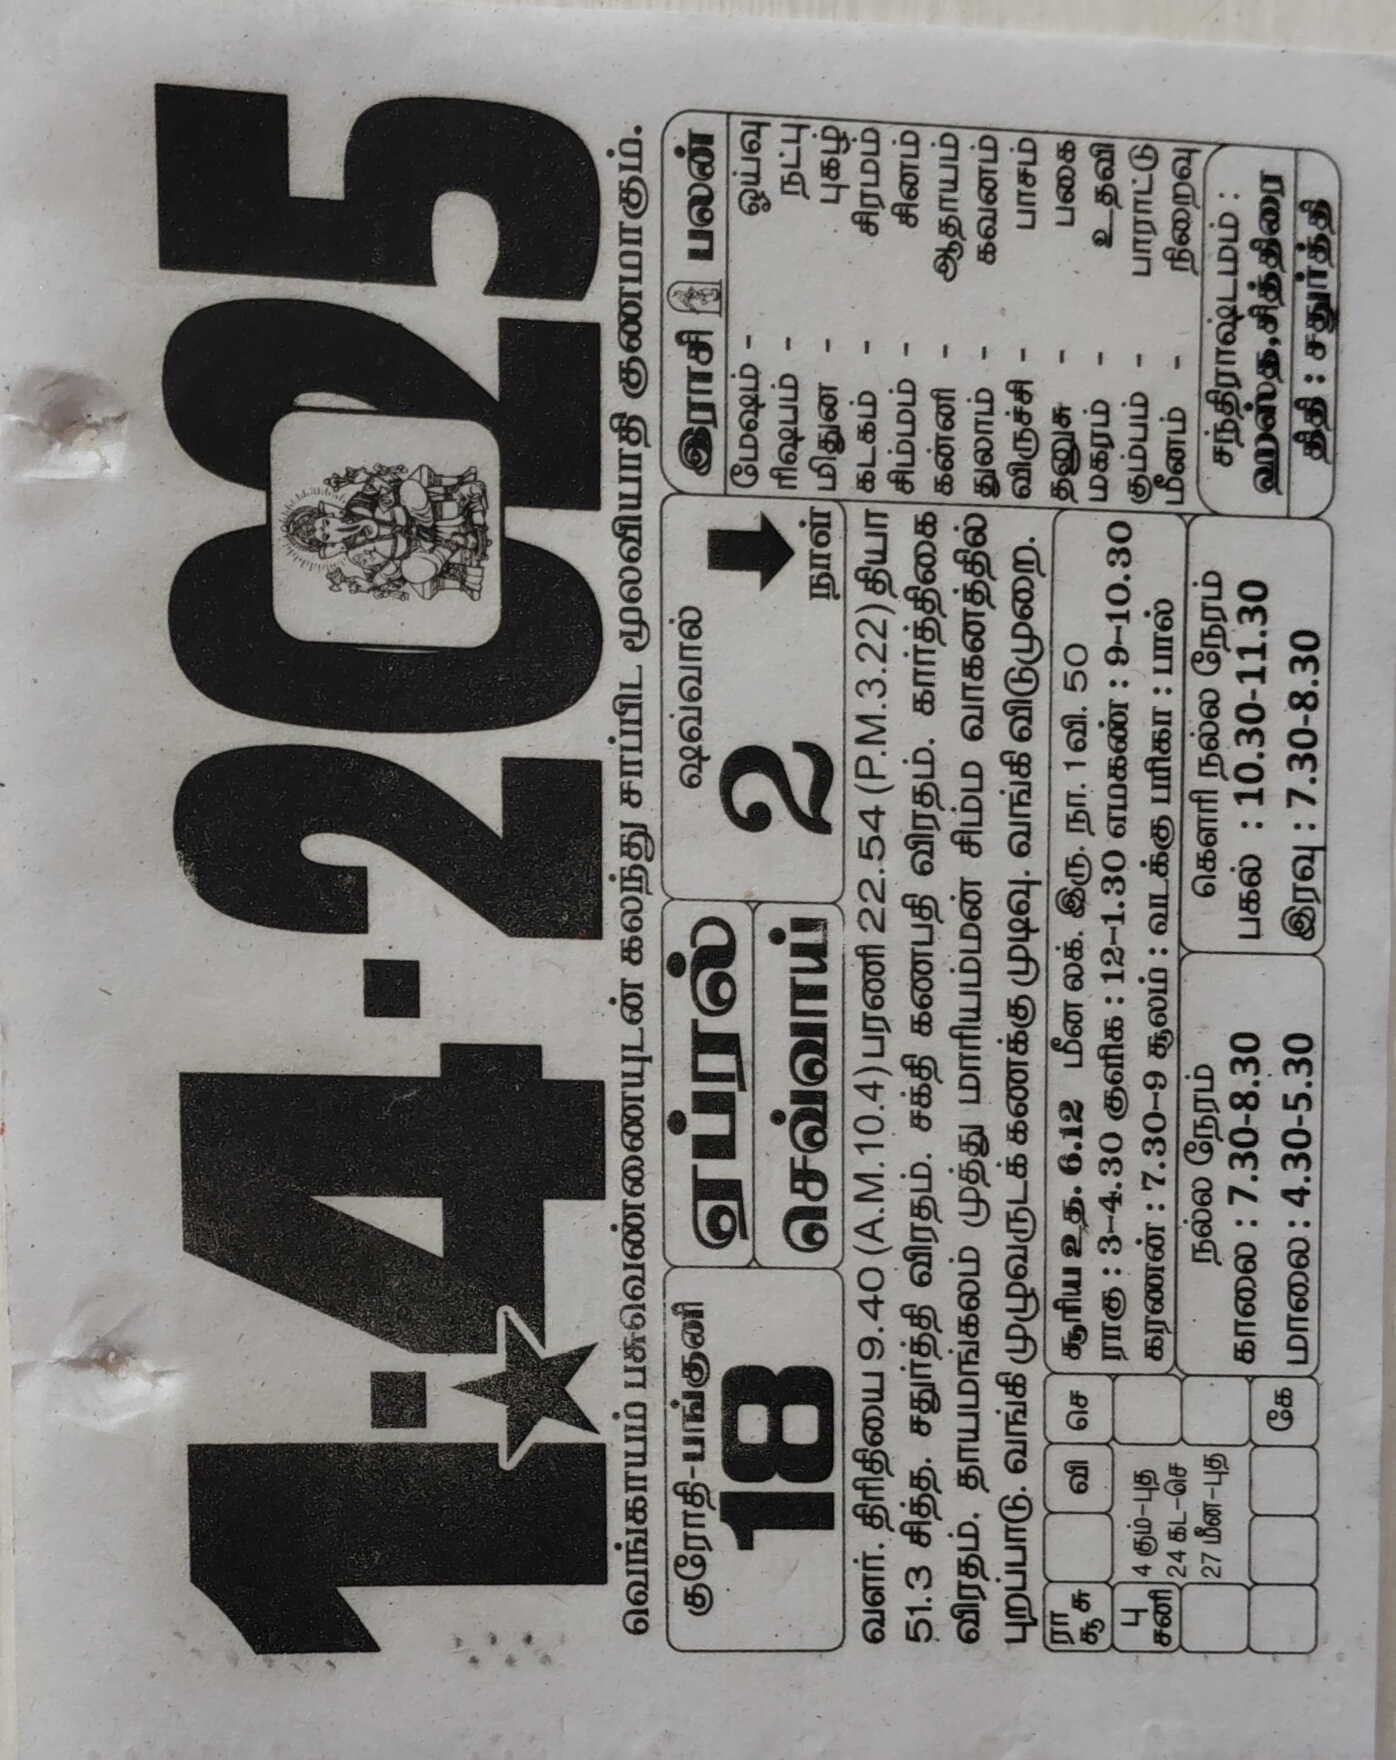 1.4.2025
வெங்காயம் பசுவெண்ணையுடன் கலந்து சாப்பிட மூலவியாதி குணமாகும்.
குரோதி-பங்குனி
18
ஏப்ரல்
செவ்வாய்
ஷவ்வால்
2
நாள்
வளர். திரிதியை 9.40 (A.M.10.4) பரணி 22.54 (P.M.3.22) தியா
51.3 சித்த. சதுர்த்தி விரதம். சக்தி கணபதி விரதம். கார்த்திகை
விரதம். தாயமங்கலம் முத்து மாரியம்மன் சிம்ம வாகனத்தில்
புறப்பாடு. வங்கி முழுவருடக் கணக்கு முடிவு. வங்கி விடுமுறை.
ரா சூ சு
வி
செ
பு சனி
4 கும்-புத
24 கட-செ
27 மீன-புத
கே
சூரிய உத. 6.12 மீன லக். இரு. நா. 1 வி. 50
ராகு : 3-4.30 குளிக : 12-1.30 எமகண் : 9-10.30
கரணன் : 7.30-9 சூலம் : வடக்கு பரிகா : பால்
நல்ல நேரம்
காலை : 7.30-8.30
மாலை : 4.30-5.30
கௌரி நல்ல நேரம்
பகல் : 10.30-11.30
இரவு : 7.30-8.30
இராசி பலன்
மேஷம் - ஓய்வு
ரிஷபம் - நட்பு
மிதுன - புகழ்
கடகம் - சிரமம்
சிம்மம் - சினம்
கன்னி - ஆதாயம்
துலாம் - கவனம்
விருச்சி - பாசம்
தனுசு - பகை
மகரம் - உதவி
கும்பம் - பாராட்டு
மீனம் - நிறைவு
சந்திராஷ்டமம் :
ஹஸ்த,சித்திரை
திதி : சதுர்த்தி